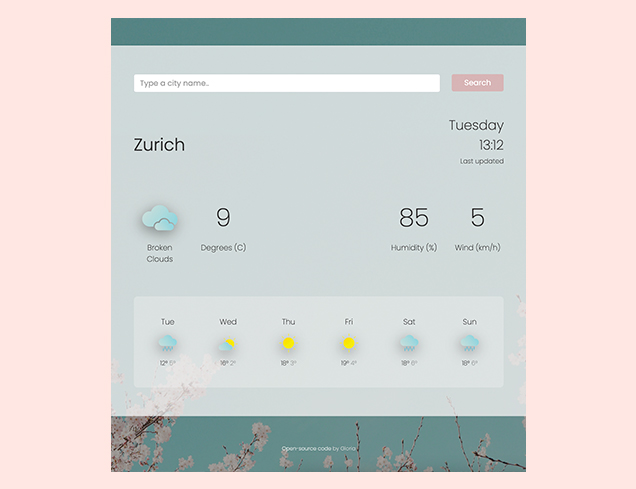 Type a city name..
Search
Zurich
Tuesday
13:12
Last updated
Broken
Clouds
9
Degrees (C)
85
Humidity (%)
5
Wind (km/h)
Tue Wed Thu Fri Sat Sun
12° 5° 16° 2° 18° 3° 19° 4° 18° 6° 18° 6°
Open-source code by Gloria